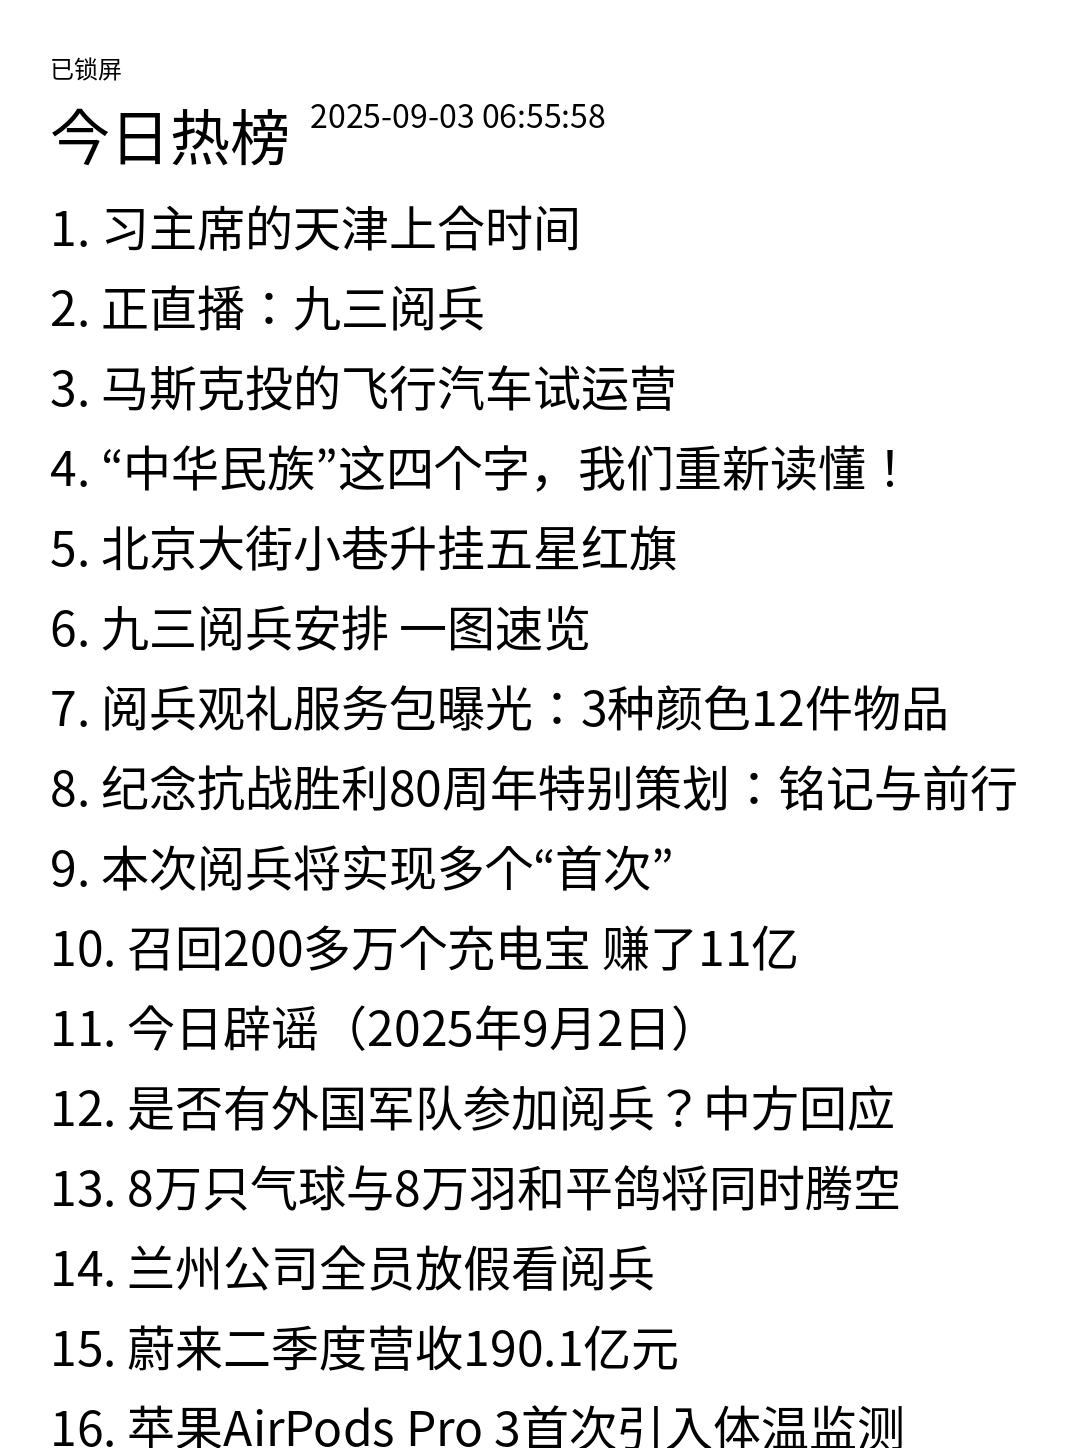 已锁屏
今日热榜 2025-09-03 06:55:58
1. 习主席的天津上合时间
2. 正直播：九三阅兵
3. 马斯克投的飞行汽车试运营
4. “中华民族”这四个字，我们重新读懂！
5. 北京大街小巷升挂五星红旗
6. 九三阅兵安排 一图速览
7. 阅兵观礼服务包曝光：3种颜色12件物品
8. 纪念抗战胜利80周年特别策划：铭记与前行
9. 本次阅兵将实现多个“首次”
10. 召回200多万个充电宝 赚了11亿
11. 今日辟谣（2025年9月2日）
12. 是否有外国军队参加阅兵？中方回应
13. 8万只气球与8万羽和平鸽将同时腾空
14. 兰州公司全员放假看阅兵
15. 蔚来二季度营收190.1亿元
16. 苹果AirPods Pro 3首次引入体温监测